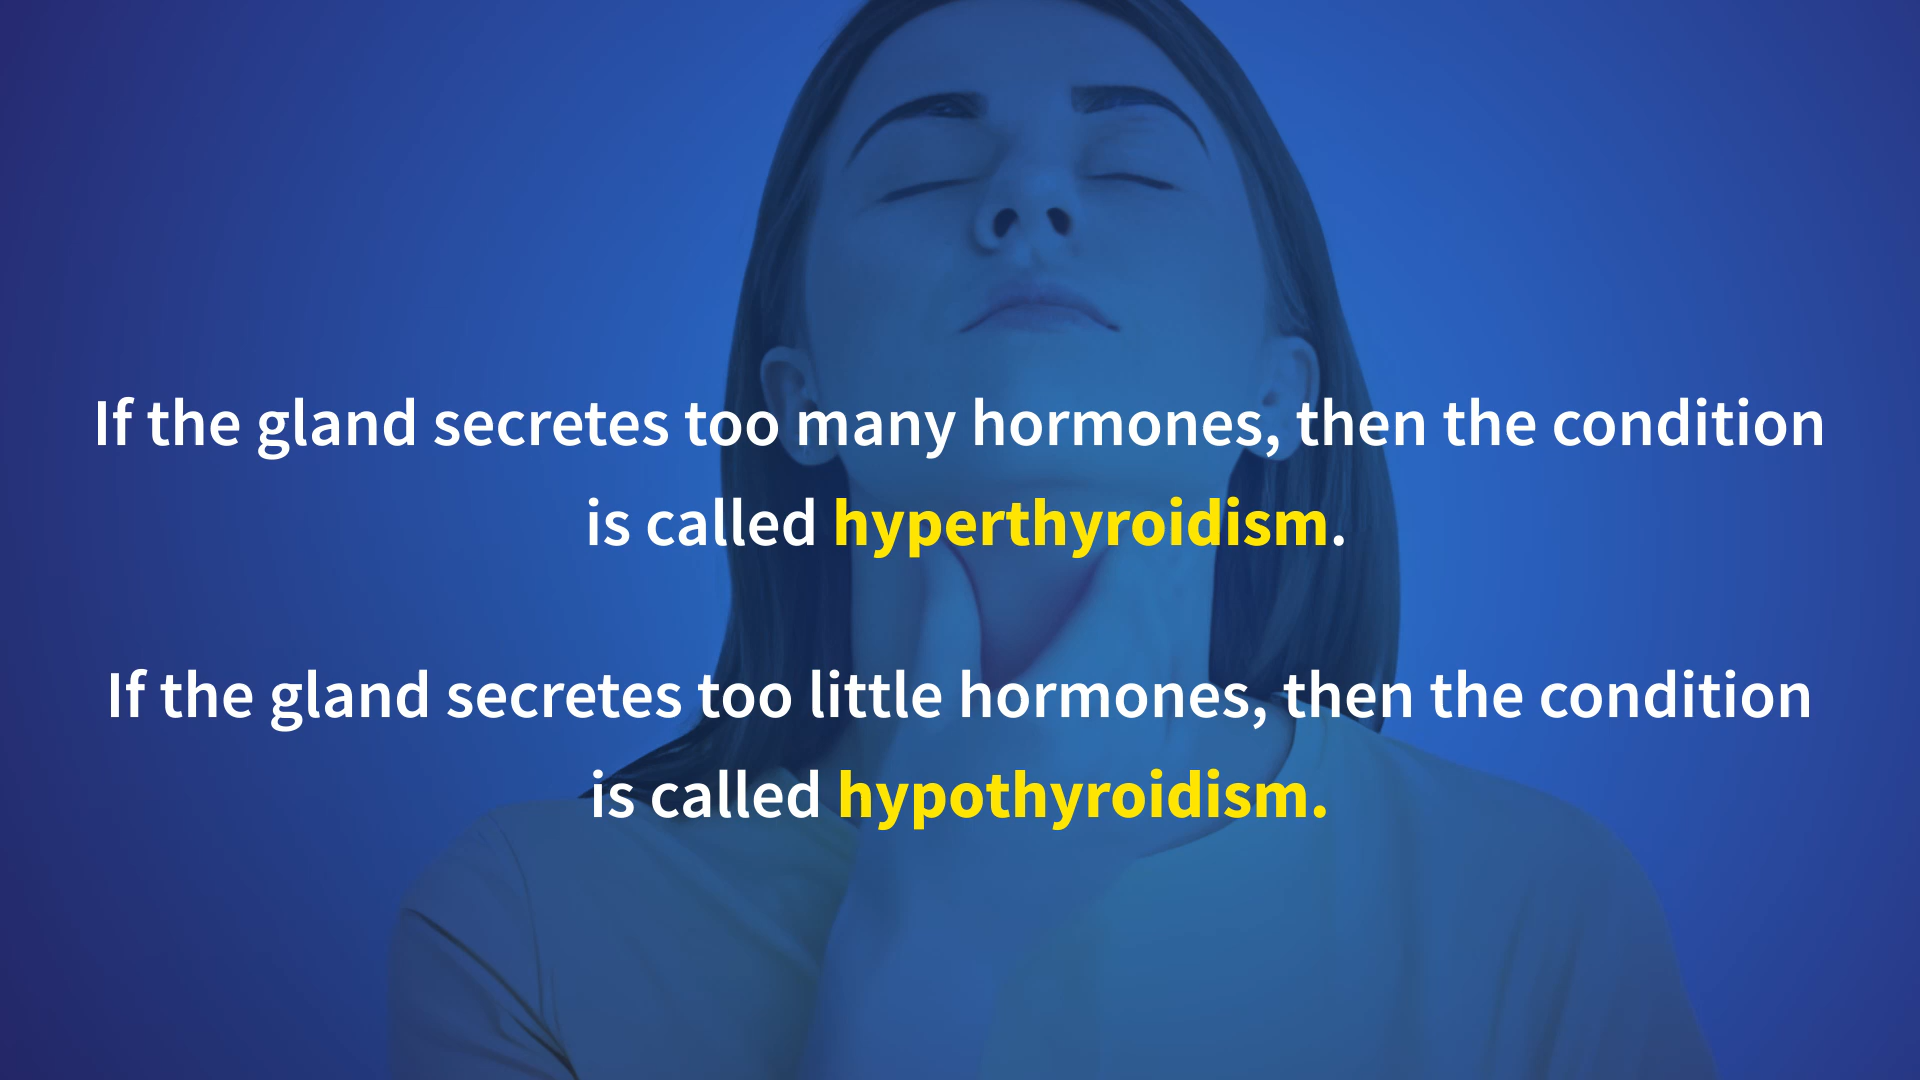 If the gland secretes too many hormones, then the condition
is called hyperthyroidism.
If the gland secretes too little hormones, then the condition
is called hypothyroidism.